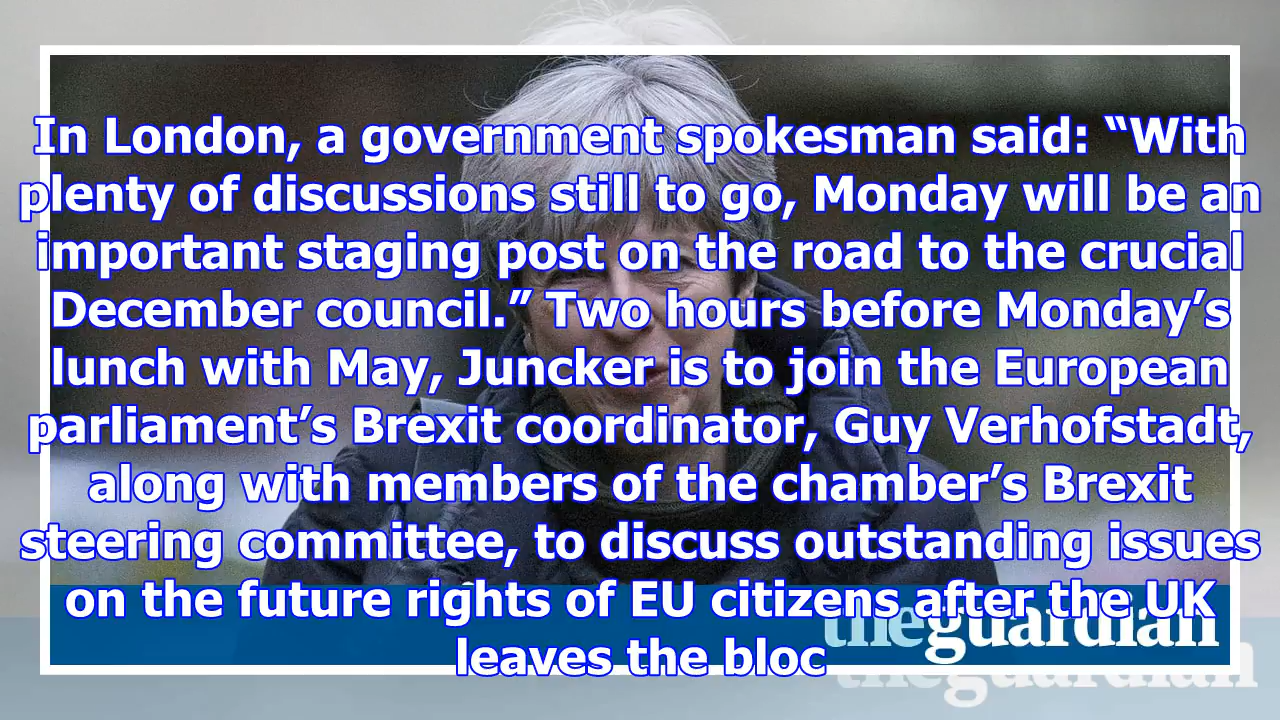 In London, a government spokesman said: “With
plenty of discussions still to go, Monday will be an
important staging post on the road to the crucial
December council.” Two hours before Monday’s
lunch with May, Juncker is to join the European
parliament’s Brexit coordinator, Guy Verhofstadt,
along with members of the chamber’s Brexit
steering committee, to discuss outstanding issues
on the future rights of EU citizens after the UK
leaves the bloc
theguardian
theguardian